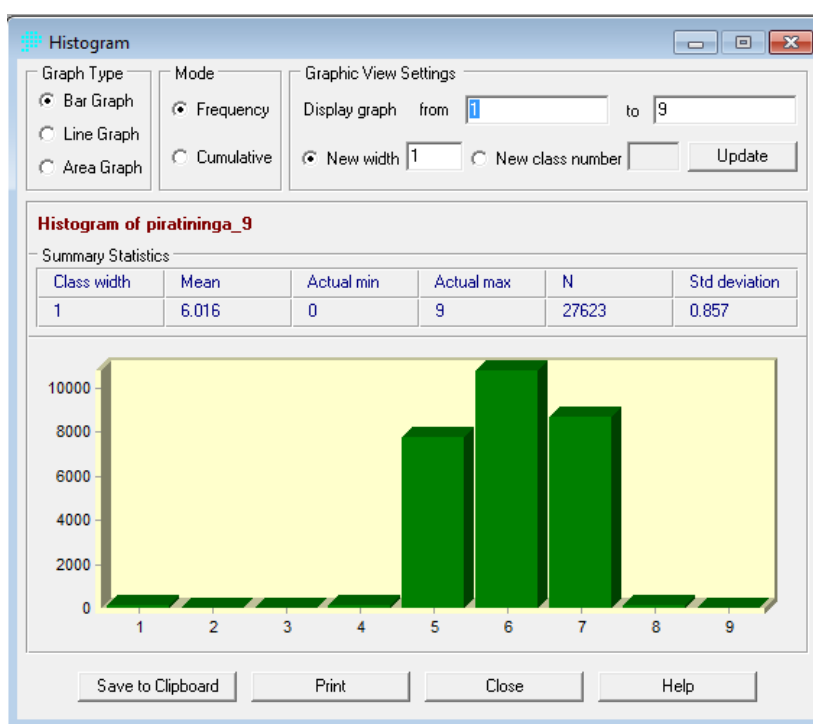 Histogram
Graph Type
Bar Graph
Line Graph
Area Graph
Mode
Frequency
Cumulative
Graphic View Settings
Display graph from 1 to 9
New width 1 New class number Update
Histogram of piratininga_9
Summary Statistics
Class width Mean Actual min Actual max N Std deviation
1 6.016 0 9 27623 0.857
10000
8000
6000
4000
2000
0
1 2 3 4 5 6 7 8 9
Save to Clipboard Print Close Help